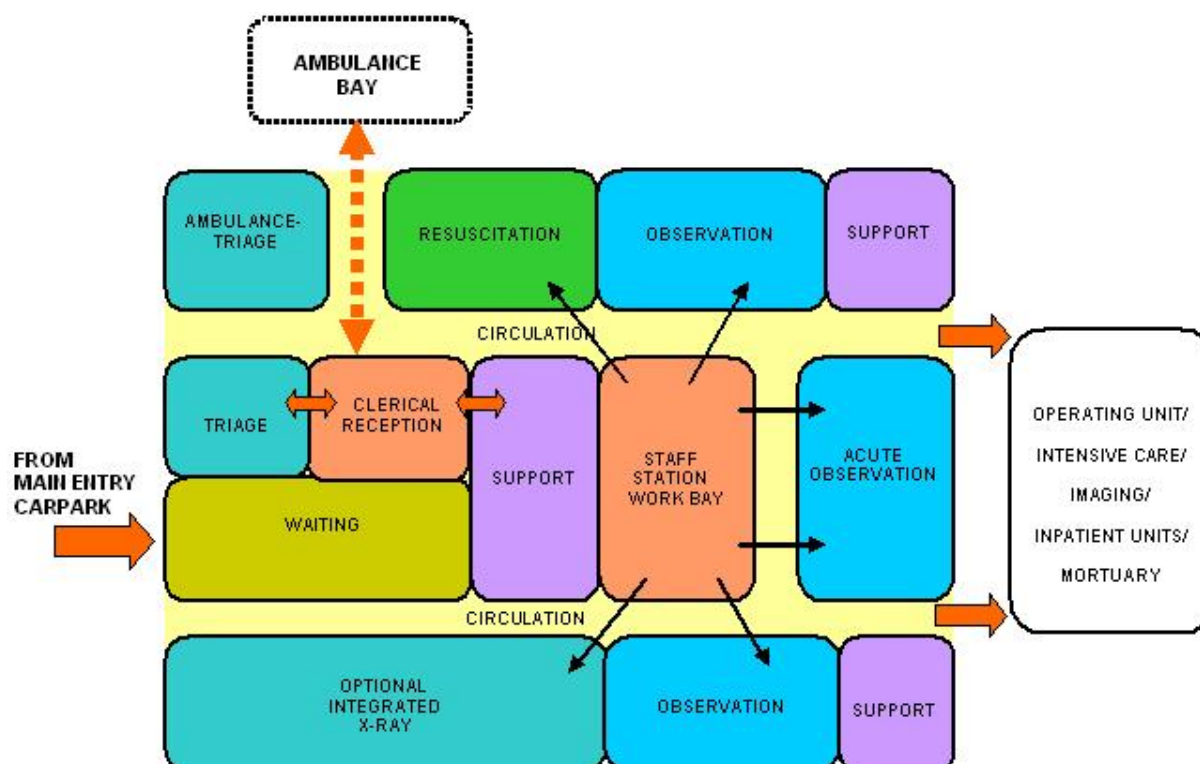 AMBULANCE
BAY
AMBULANCE-
TRIAGE
RESUSCITATION
OBSERVATION
SUPPORT
CIRCULATION
TRIAGE
CLERICAL
RECEPTION
SUPPORT
STAFF
STATION
WORK BAY
ACUTE
OBSERVATION
OPERATING UNIT/
INTENSIVE CARE/
IMAGING/
INPATIENT UNITS/
MORTUARY
FROM
MAIN ENTRY
CARPARK
WAITING
CIRCULATION
OPTIONAL
INTEGRATED
X-RAY
OBSERVATION
SUPPORT